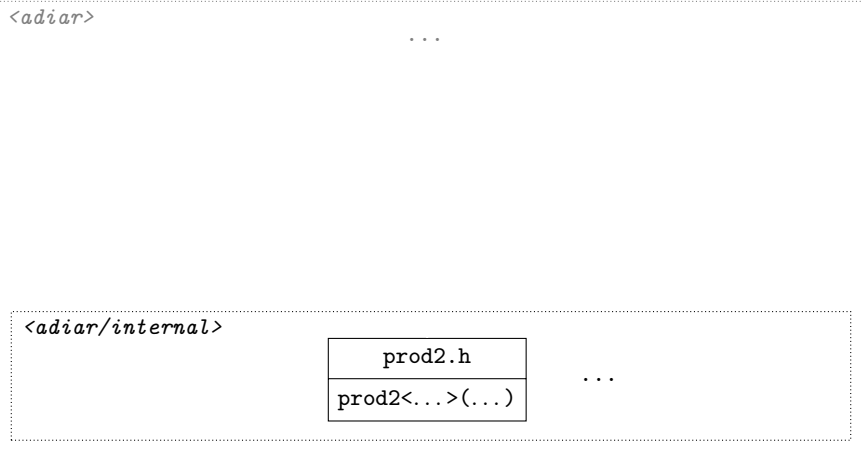 <adiar>
...
<adiar/internal>
prod2.h
...
prod2<...>(...)